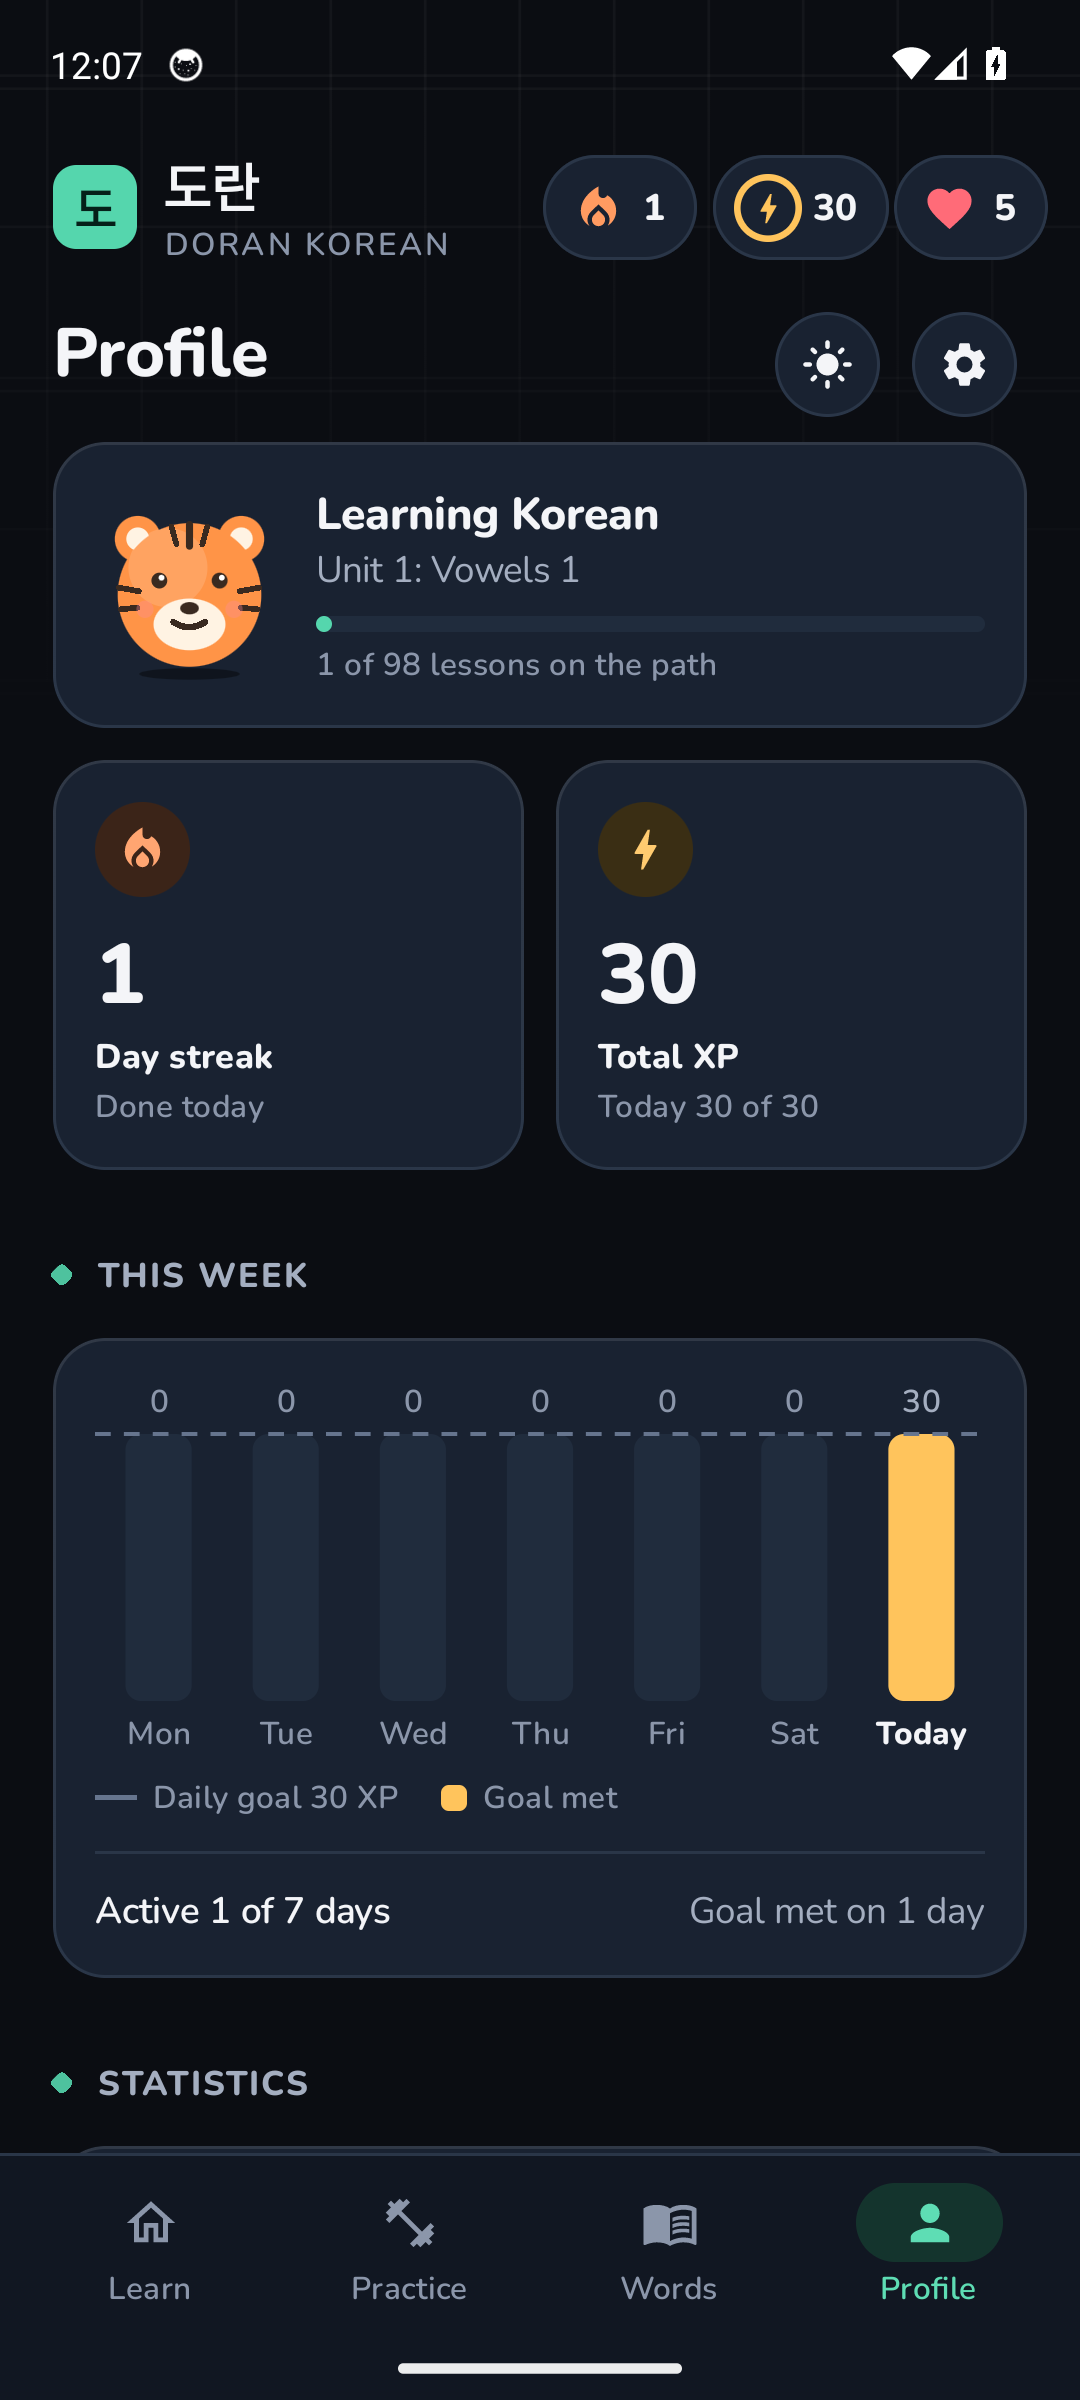 12:07
도
도란
DORAN KOREAN
1
30
5
Profile
Learning Korean
Unit 1: Vowels 1
1 of 98 lessons on the path
1
Day streak
Done today
30
Total XP
Today 30 of 30
THIS WEEK
0 0 0 0 0 0 30
Mon Tue Wed Thu Fri Sat Today
Daily goal 30 XP Goal met
Active 1 of 7 days
Goal met on 1 day
STATISTICS
Learn Practice Words Profile